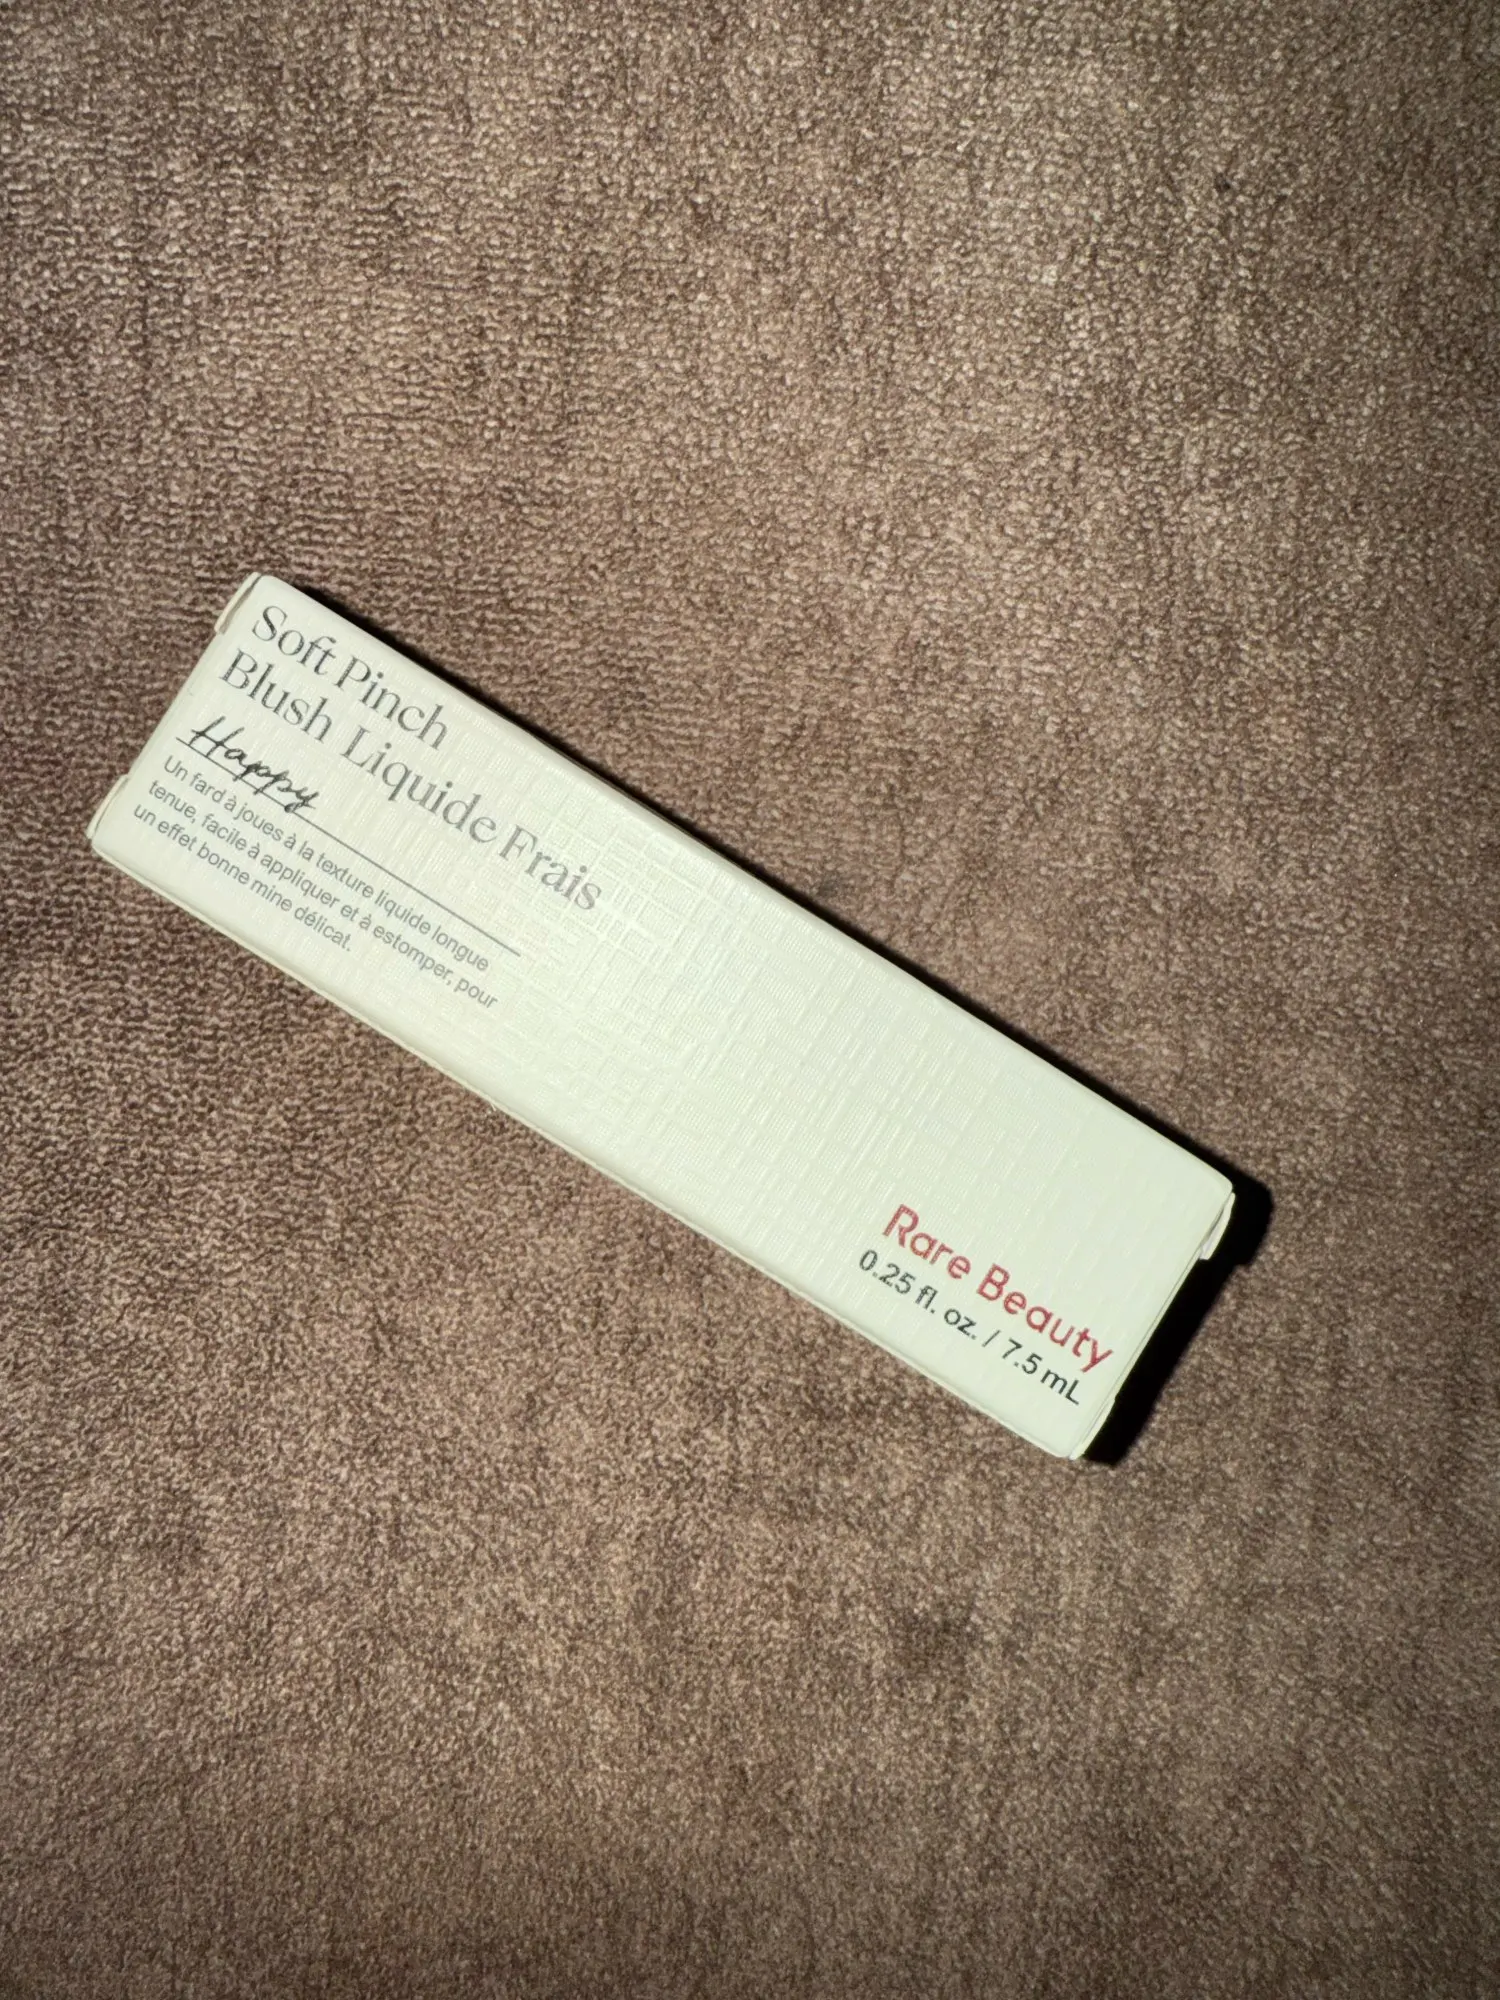 Soft Pinch
Blush Liquide Frais
Happy
Un fard à joues à la texture liquide longue
tenue, facile à appliquer et à estomper, pour
un effet bonne mine délicat.
Rare Beauty
0.25 fl. oz. / 7.5 mL